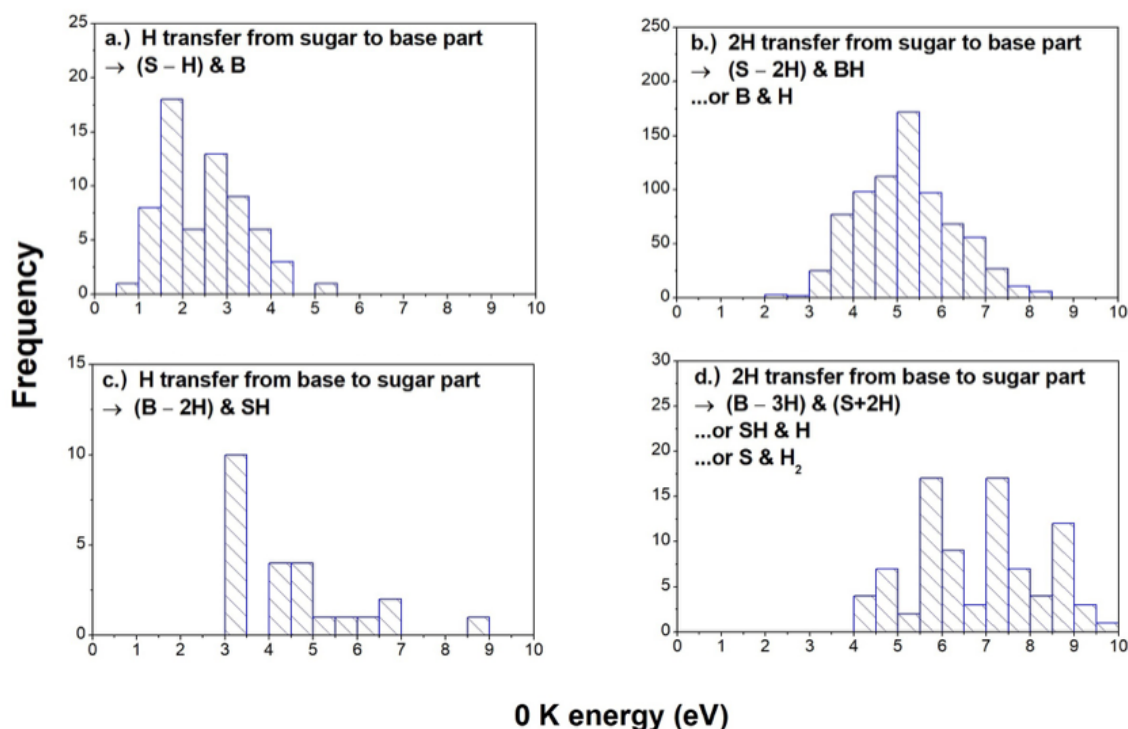 a.) H transfer from sugar to base part
→ (S – H) & B
25
20
15
10
5
0
0 1 2 3 4 5 6 7 8 9 10
b.) 2H transfer from sugar to base part
→ (S – 2H) & BH
...or B & H
250
200
150
100
50
0
0 1 2 3 4 5 6 7 8 9 10
Frequency
c.) H transfer from base to sugar part
→ (B – 2H) & SH
15
10
5
0
0 1 2 3 4 5 6 7 8 9 10
d.) 2H transfer from base to sugar part
→ (B – 3H) & (S+2H)
...or SH & H
...or S & H₂
30
25
20
15
10
5
0
0 1 2 3 4 5 6 7 8 9 10
0 K energy (eV)